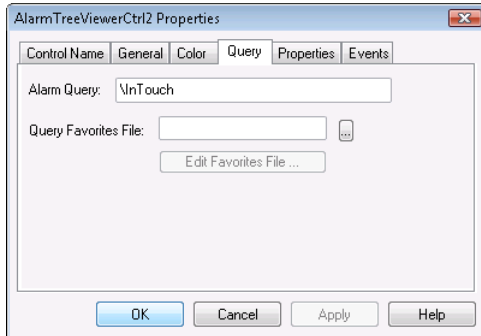 AlarmTreeViewerCtrl2 Properties
Control Name General Color Query Properties Events
Alarm Query: \InTouch
Query Favorites File: ...
Edit Favorites File ...
OK Cancel Apply Help